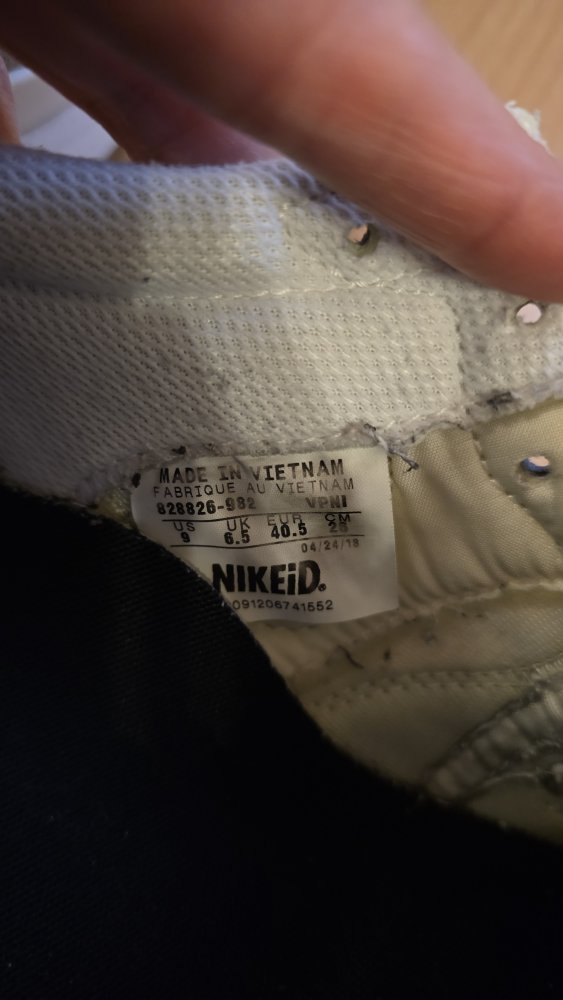 MADE IN VIETNAM
FABRIQUE AU VIETNAM
828826-982 VPNI
US UK EUR CM
9 6.5 40.5
04/24/18
NIKEiD®